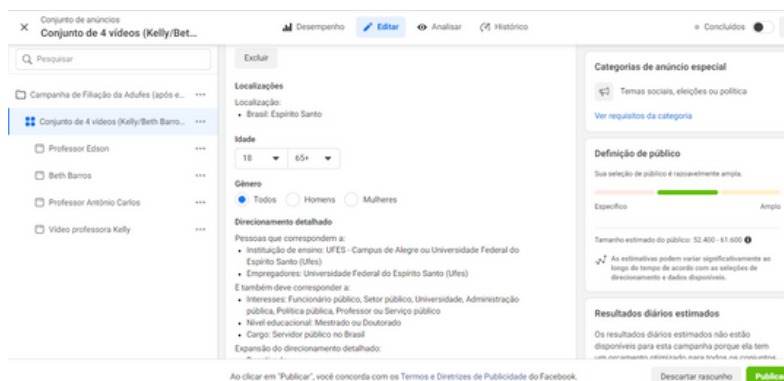 Conjunto de anúncios
Conjunto de 4 vídeos (Kelly/Bet...
Desempenho
Editar
Analisar
Histórico
Concluídos
Pesquisar
Campanha de Filiação da Adufes (após e...
Conjunto de 4 vídeos (Kelly/Beth Barro...
Professor Edson
Beth Barros
Professor Antônio Carlos
Vídeo professora Kelly
Excluir
Localizações
Localização:
Brasil: Espírito Santo
Idade
18
65+
Gênero
Todos
Homens
Mulheres
Direcionamento detalhado
Pessoas que correspondem a:
Instituição de ensino: UFES - Campus de Alegre ou Universidade Federal do
Espírito Santo (Ufes)
Empregadores: Universidade Federal do Espírito Santo (Ufes)
E também deve corresponder a:
Interesses: Funcionário público, Setor público, Universidade, Administração
pública, Política pública, Professor ou Serviço público
Nível educacional: Mestrado ou Doutorado
Cargo: Servidor público no Brasil
Expansão do direcionamento detalhado:
Categorias de anúncio especial
Temas sociais, eleições ou política
Ver requisitos da categoria
Definição de público
Sua seleção de público é razoavelmente ampla.
Específico
Amplo
Tamanho estimado do público: 52.400 - 61.600
As estimativas podem variar significativamente ao
longo do tempo de acordo com as seleções de
direcionamento e dados disponíveis.
Resultados diários estimados
Os resultados diários estimados não estão
disponíveis para esta campanha porque ela tem
um orçamento otimizado para todos os conjuntos
Ao clicar em "Publicar", você concorda com os Termos e Diretrizes de Publicidade do Facebook.
Descartar rascunho
Publicar